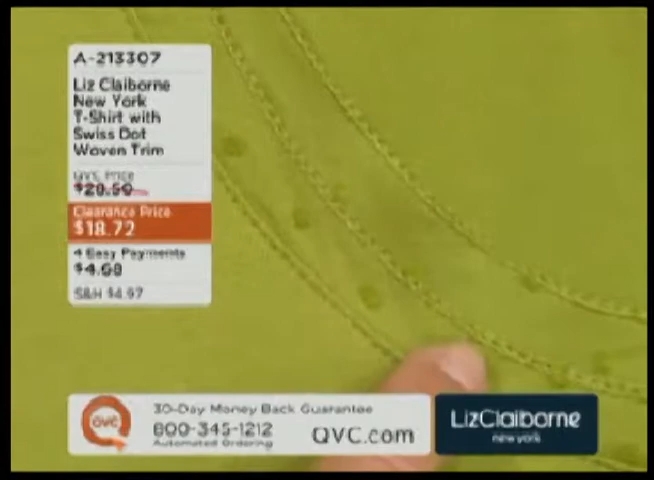 A-213307
Liz Claiborne
New York
T-Shirt with
Swiss Dot
Woven Trim
QVC Price
$28.50
Clearance Price
$18.72
4 Easy Payments
$4.68
S&H $4.97
QVC
30-Day Money Back Guarantee
800-345-1212
Automated Ordering
QVC.com
LizClaiborne
new york